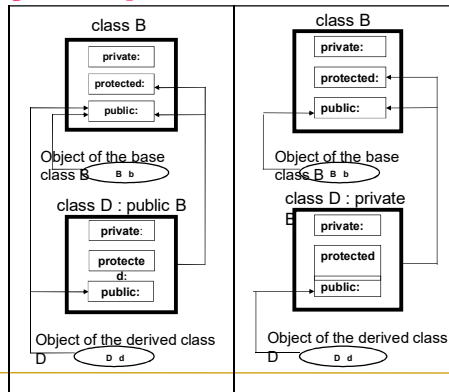 class B
private:
protected:
public:
Object of the base
class B
B b
class D : public B
private:
protecte
d:
public:
Object of the derived class
D
D d
class B
private:
protected:
public:
Object of the base
class B
B b
class D : private
B
private:
protected
public:
Object of the derived class
D
D d